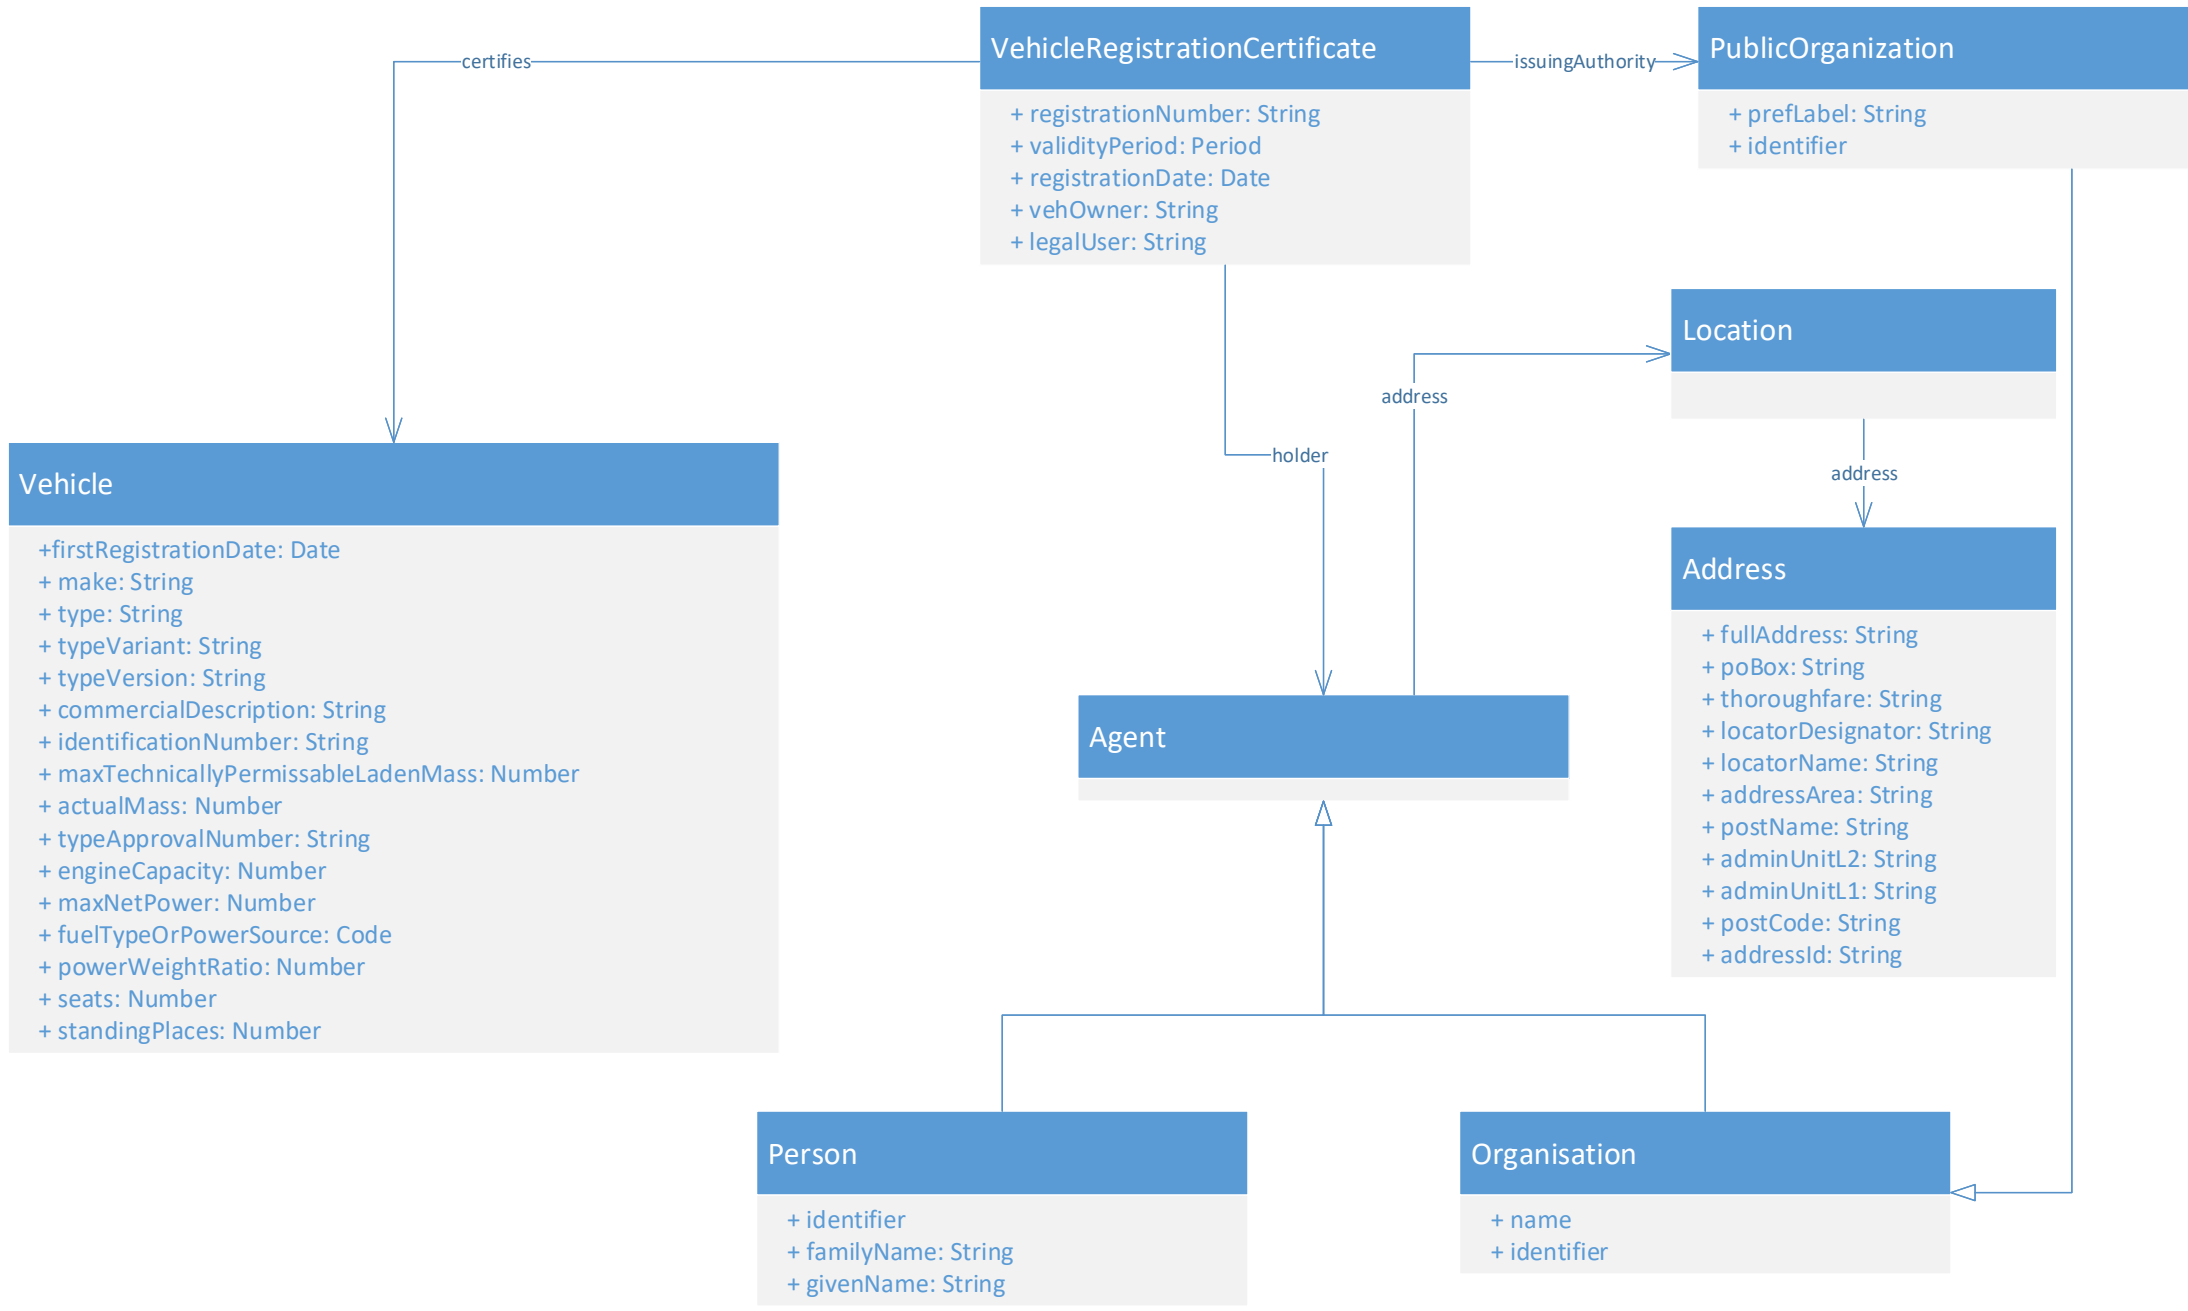 VehicleRegistrationCertificate
+ registrationNumber: String
+ validityPeriod: Period
+ registrationDate: Date
+ vehOwner: String
+ legalUser: String
certifies
issuingAuthority
PublicOrganization
+ prefLabel: String
+ identifier
Location
address
address
holder
Vehicle
+firstRegistrationDate: Date
+ make: String
+ type: String
+ typeVariant: String
+ typeVersion: String
+ commercialDescription: String
+ identificationNumber: String
+ maxTechnicallyPermissableLadenMass: Number
+ actualMass: Number
+ typeApprovalNumber: String
+ engineCapacity: Number
+ maxNetPower: Number
+ fuelTypeOrPowerSource: Code
+ powerWeightRatio: Number
+ seats: Number
+ standingPlaces: Number
Address
+ fullAddress: String
+ poBox: String
+ thoroughfare: String
+ locatorDesignator: String
+ locatorName: String
+ addressArea: String
+ postName: String
+ adminUnitL2: String
+ adminUnitL1: String
+ postCode: String
+ addressId: String
Agent
Person
+ identifier
+ familyName: String
+ givenName: String
Organisation
+ name
+ identifier